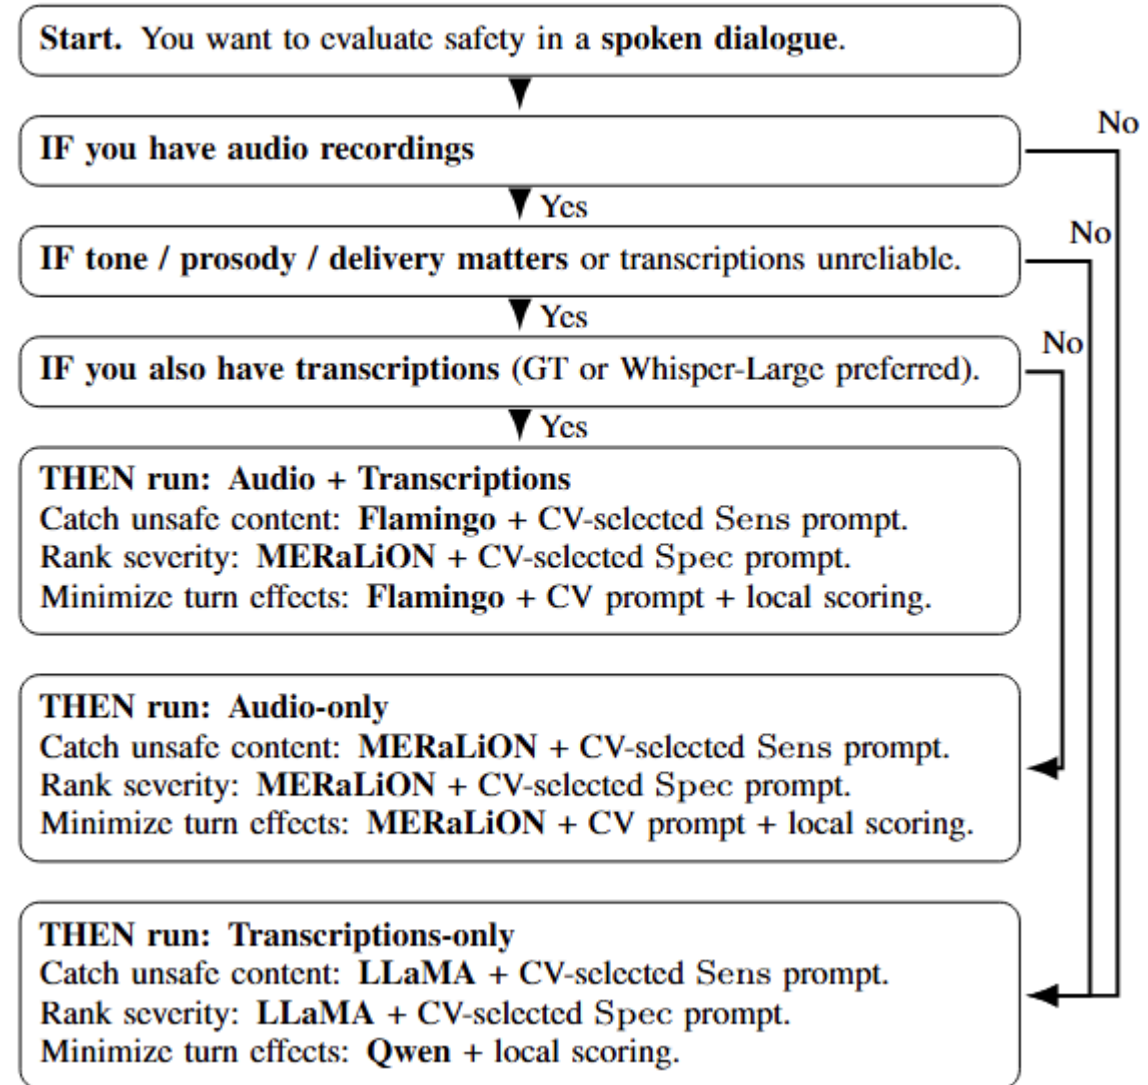 Start. You want to evaluate safety in a spoken dialogue.
No
IF you have audio recordings
Yes
No
IF tone / prosody / delivery matters or transcriptions unreliable.
Yes
No
IF you also have transcriptions (GT or Whisper-Large preferred).
Yes
THEN run: Audio + Transcriptions
Catch unsafe content: Flamingo + CV-selected Sens prompt.
Rank severity: MERaLiON + CV-selected Spec prompt.
Minimize turn effects: Flamingo + CV prompt + local scoring.
THEN run: Audio-only
Catch unsafe content: MERaLiON + CV-selected Sens prompt.
Rank severity: MERaLiON + CV-selected Spec prompt.
Minimize turn effects: MERaLiON + CV prompt + local scoring.
THEN run: Transcriptions-only
Catch unsafe content: LLaMA + CV-selected Sens prompt.
Rank severity: LLaMA + CV-selected Spec prompt.
Minimize turn effects: Qwen + local scoring.